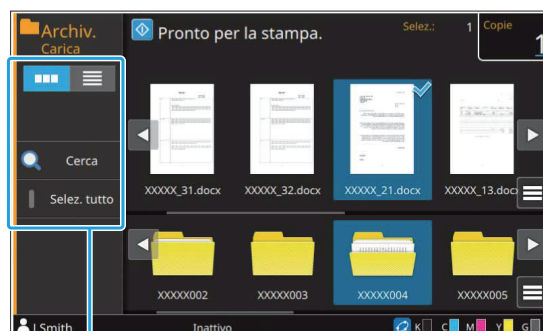 Archiv.
Carica
Pronto per la stampa.
Selez.: 1
Copie
1
Cerca
Selez. tutto
XXXXX_31.docx
XXXXX_32.docx
XXXXX_21.docx
XXXXX_13.docx
XXXXX002
XXXXX003
XXXXX004
XXXXX005
J.Smith
Inattivo
K C M Y G